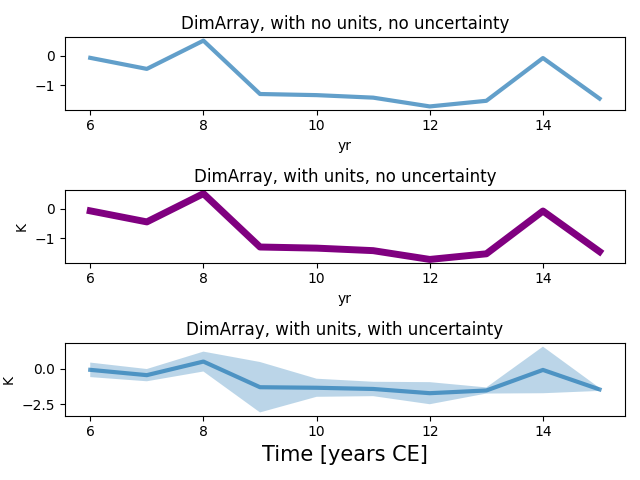 DimArray, with no units, no uncertainty
0
−1
6 8 10 12 14
yr
DimArray, with units, no uncertainty
K
0
−1
6 8 10 12 14
yr
DimArray, with units, with uncertainty
K
0.0
−2.5
6 8 10 12 14
Time [years CE]